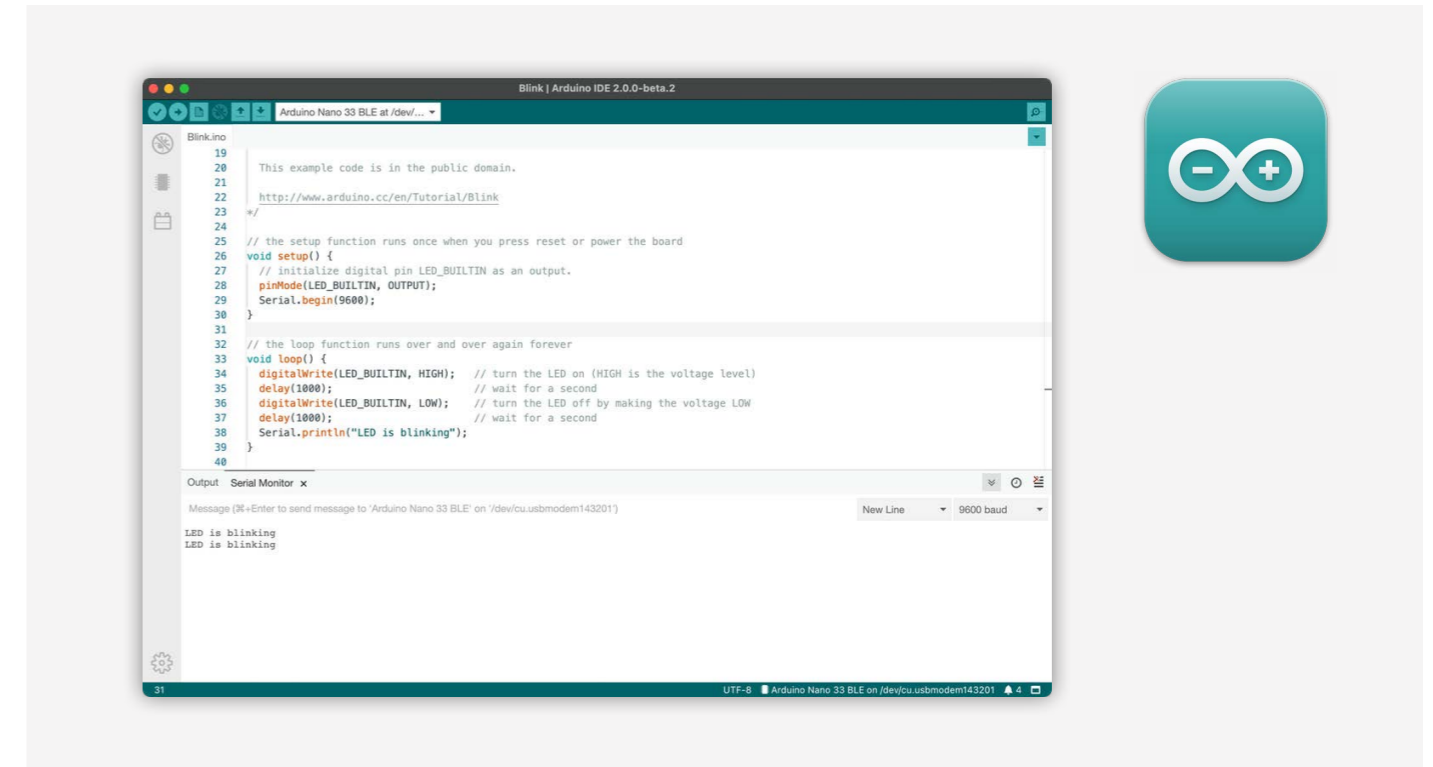 Blink | Arduino IDE 2.0.0-beta.2
Arduino Nano 33 BLE at /dev/...
Blink.ino
19
20 This example code is in the public domain.
21
22 http://www.arduino.cc/en/Tutorial/Blink
23 */
24
25 // the setup function runs once when you press reset or power the board
26 void setup() {
27 // initialize digital pin LED_BUILTIN as an output.
28 pinMode(LED_BUILTIN, OUTPUT);
29 Serial.begin(9600);
30 }
31
32 // the loop function runs over and over again forever
33 void loop() {
34 digitalWrite(LED_BUILTIN, HIGH); // turn the LED on (HIGH is the voltage level)
35 delay(1000); // wait for a second
36 digitalWrite(LED_BUILTIN, LOW); // turn the LED off by making the voltage LOW
37 delay(1000); // wait for a second
38 Serial.println("LED is blinking");
39 }
40
Output Serial Monitor x
Message (⌘+Enter to send message to 'Arduino Nano 33 BLE' on '/dev/cu.usbmodem143201') New Line 9600 baud
LED is blinking
LED is blinking
31 UTF-8 Arduino Nano 33 BLE on /dev/cu.usbmodem143201 4